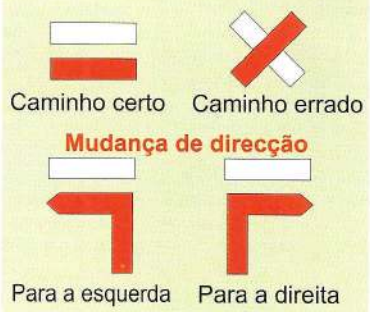 Caminho certo Caminho errado
Mudança de direcção
Para a esquerda Para a direita